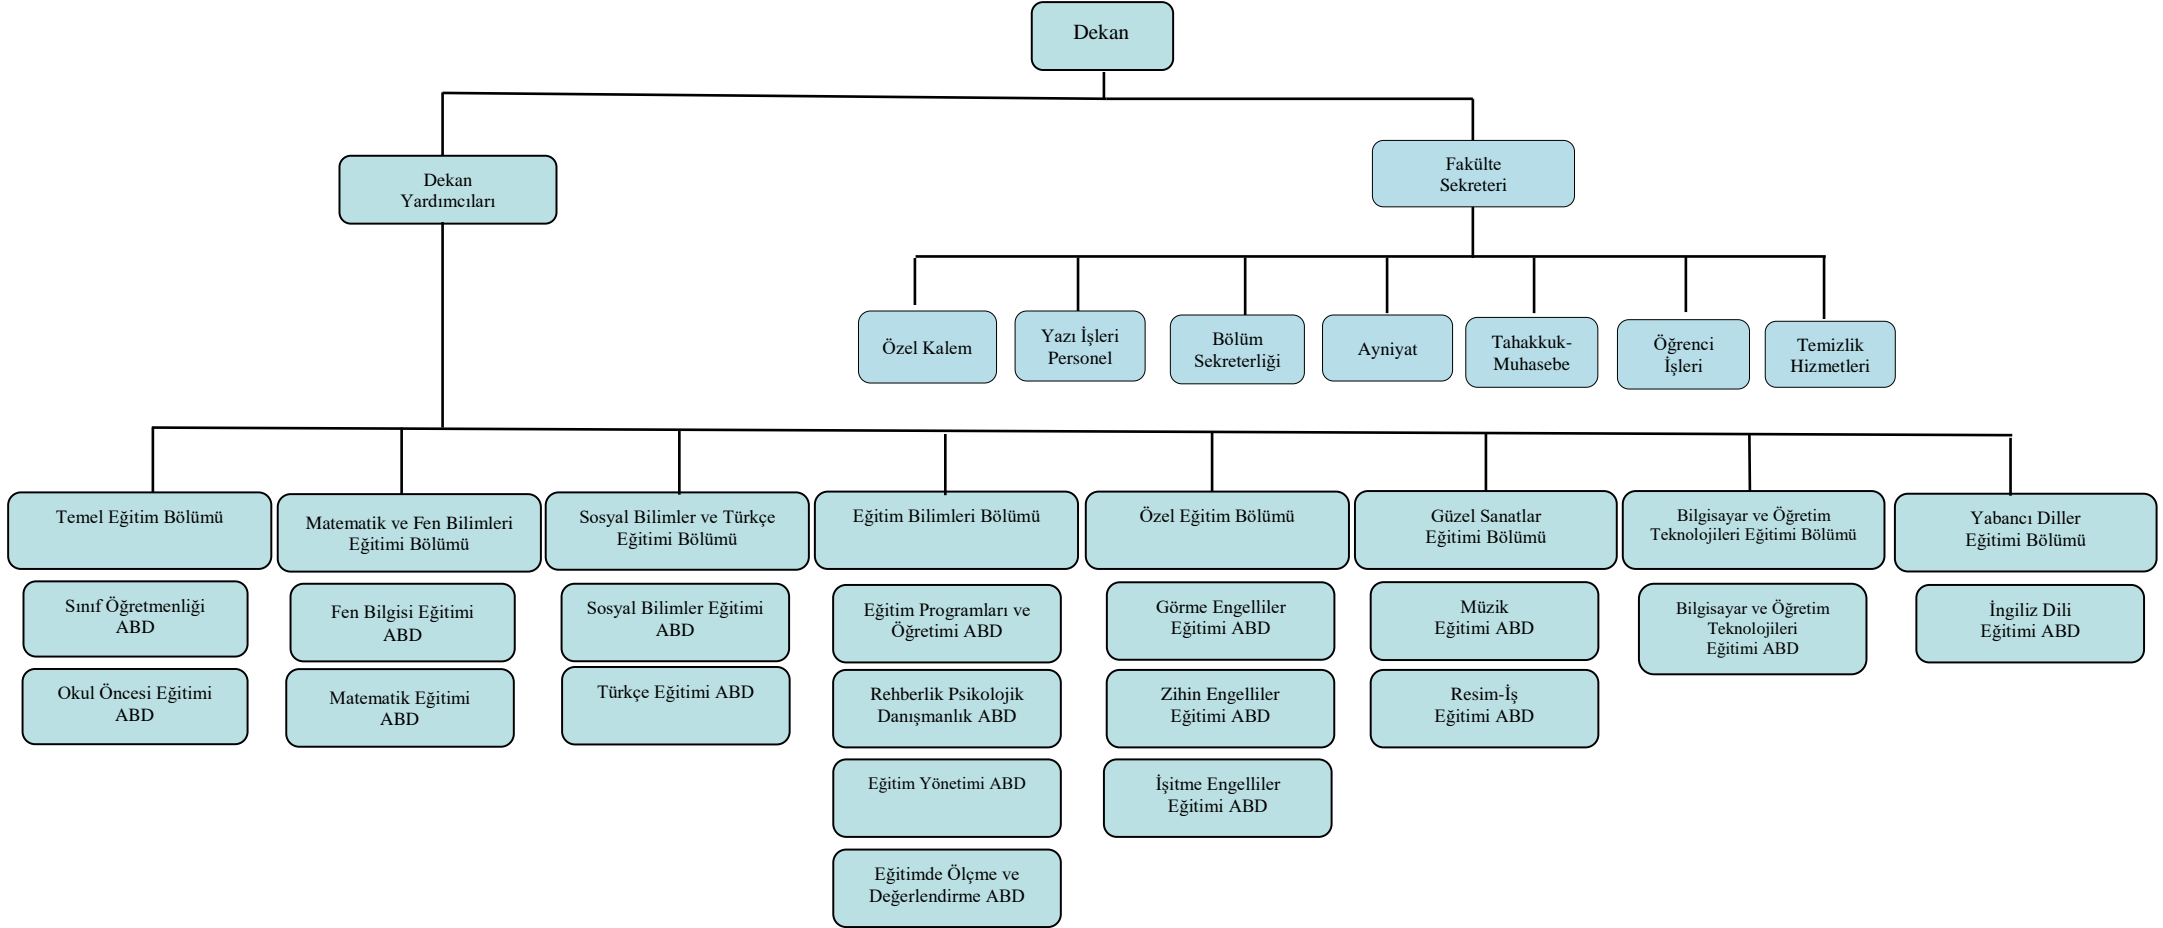 Dekan
Dekan
Yardımcıları
Fakülte
Sekreteri
Özel Kalem
Yazı İşleri
Personel
Bölüm
Sekreterliği
Ayniyat
Tahakkuk-
Muhasebe
Öğrenci
İşleri
Temizlik
Hizmetleri
Temel Eğitim Bölümü
Matematik ve Fen Bilimleri
Eğitimi Bölümü
Sosyal Bilimler ve Türkçe
Eğitimi Bölümü
Eğitim Bilimleri Bölümü
Özel Eğitim Bölümü
Güzel Sanatlar
Eğitimi Bölümü
Bilgisayar ve Öğretim
Teknolojileri Eğitimi Bölümü
Yabancı Diller
Eğitimi Bölümü
Sınıf Öğretmenliği
ABD
Fen Bilgisi Eğitimi
ABD
Sosyal Bilimler Eğitimi
ABD
Eğitim Programları ve
Öğretimi ABD
Görme Engelliler
Eğitimi ABD
Müzik
Eğitimi ABD
Bilgisayar ve Öğretim
Teknolojileri
Eğitimi ABD
İngiliz Dili
Eğitimi ABD
Okul Öncesi Eğitimi
ABD
Matematik Eğitimi
ABD
Türkçe Eğitimi ABD
Rehberlik Psikolojik
Danışmanlık ABD
Zihin Engelliler
Eğitimi ABD
Resim-İş
Eğitimi ABD
Eğitim Yönetimi ABD
İşitme Engelliler
Eğitimi ABD
Eğitimde Ölçme ve
Değerlendirme ABD